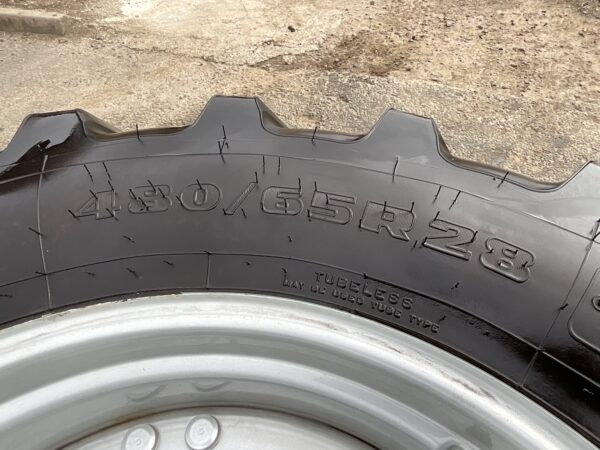 480/65R28
TUBELESS
MAY BE USED TUBE TYPE